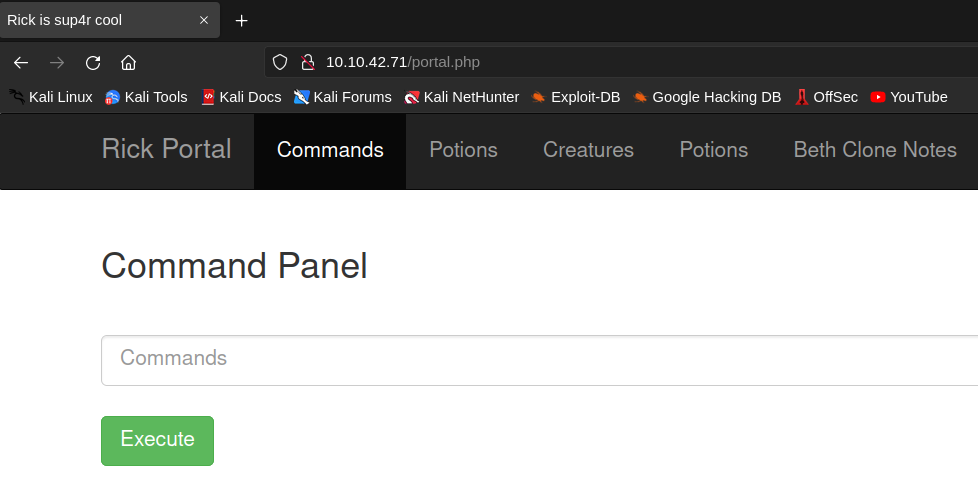 Rick is sup4r cool
10.10.42.71/portal.php
Kali Linux Kali Tools Kali Docs Kali Forums Kali NetHunter Exploit-DB Google Hacking DB OffSec YouTube
Rick Portal Commands Potions Creatures Potions Beth Clone Notes
Command Panel
Commands
Execute